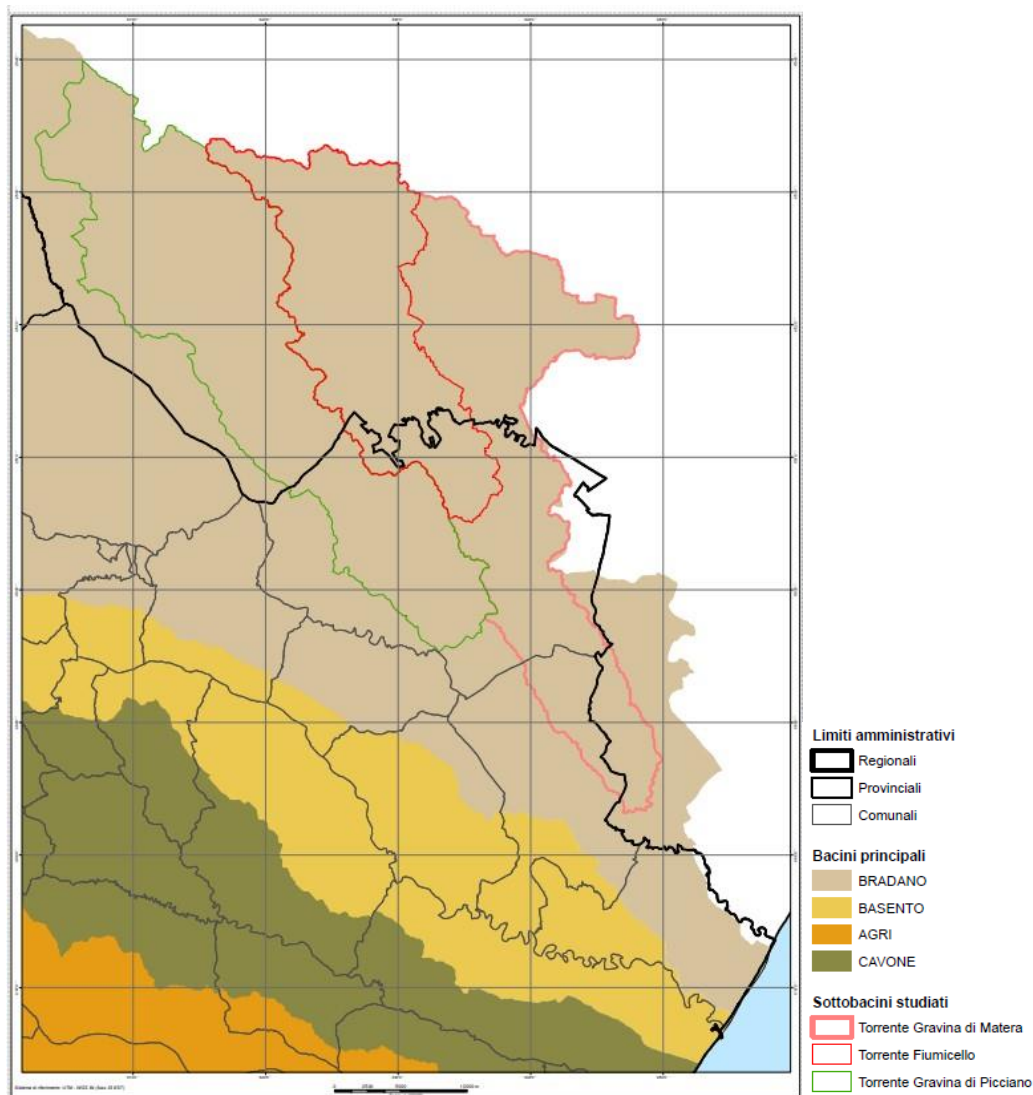 Limiti amministrativi
Regionali
Provinciali
Comunali
Bacini principali
BRADANO
BASENTO
AGRI
CAVONE
Sottobacini studiati
Torrente Gravina di Matera
Torrente Fiumicello
Torrente Gravina di Picciano